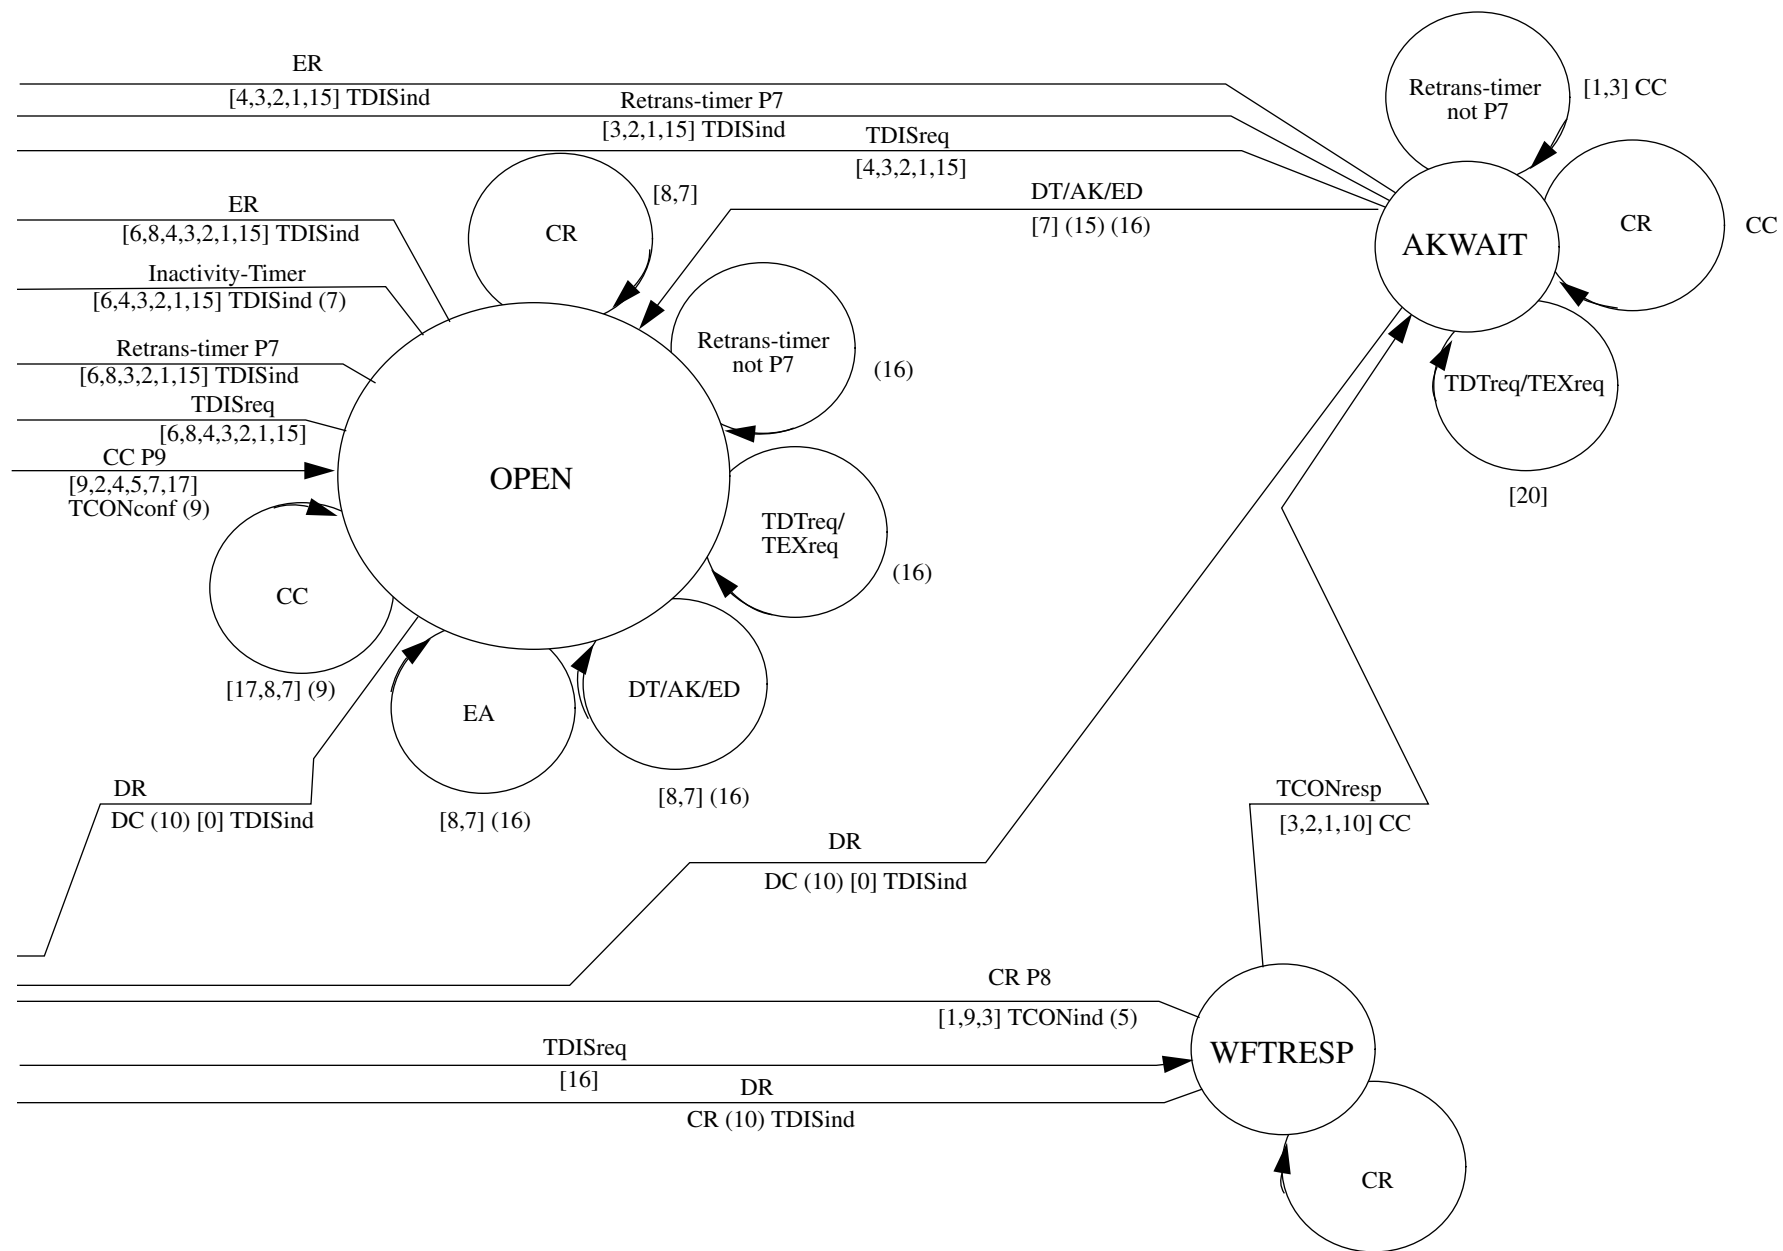 ER
[4,3,2,1,15] TDISind
Retrans-timer P7
[3,2,1,15] TDISind
TDISreq
[4,3,2,1,15]
Retrans-timer
not P7
[1,3] CC
CR
CC
AKWAIT
TDTreq/TEXreq
[20]
DT/AK/ED
[7] (15) (16)
ER
[6,8,4,3,2,1,15] TDISind
Inactivity-Timer
[6,4,3,2,1,15] TDISind (7)
Retrans-timer P7
[6,8,3,2,1,15] TDISind
TDISreq
[6,8,4,3,2,1,15]
CC P9
[9,2,4,5,7,17]
TCONconf (9)
CR
[8,7]
Retrans-timer
not P7
(16)
OPEN
TDTreq/
TEXreq
(16)
CC
[17,8,7] (9)
EA
[8,7] (16)
DT/AK/ED
[8,7] (16)
DR
DC (10) [0] TDISind
DR
DC (10) [0] TDISind
TCONresp
[3,2,1,10] CC
CR P8
[1,9,3] TCONind (5)
TDISreq
[16]
DR
CR (10) TDISind
WFTRESP
CR